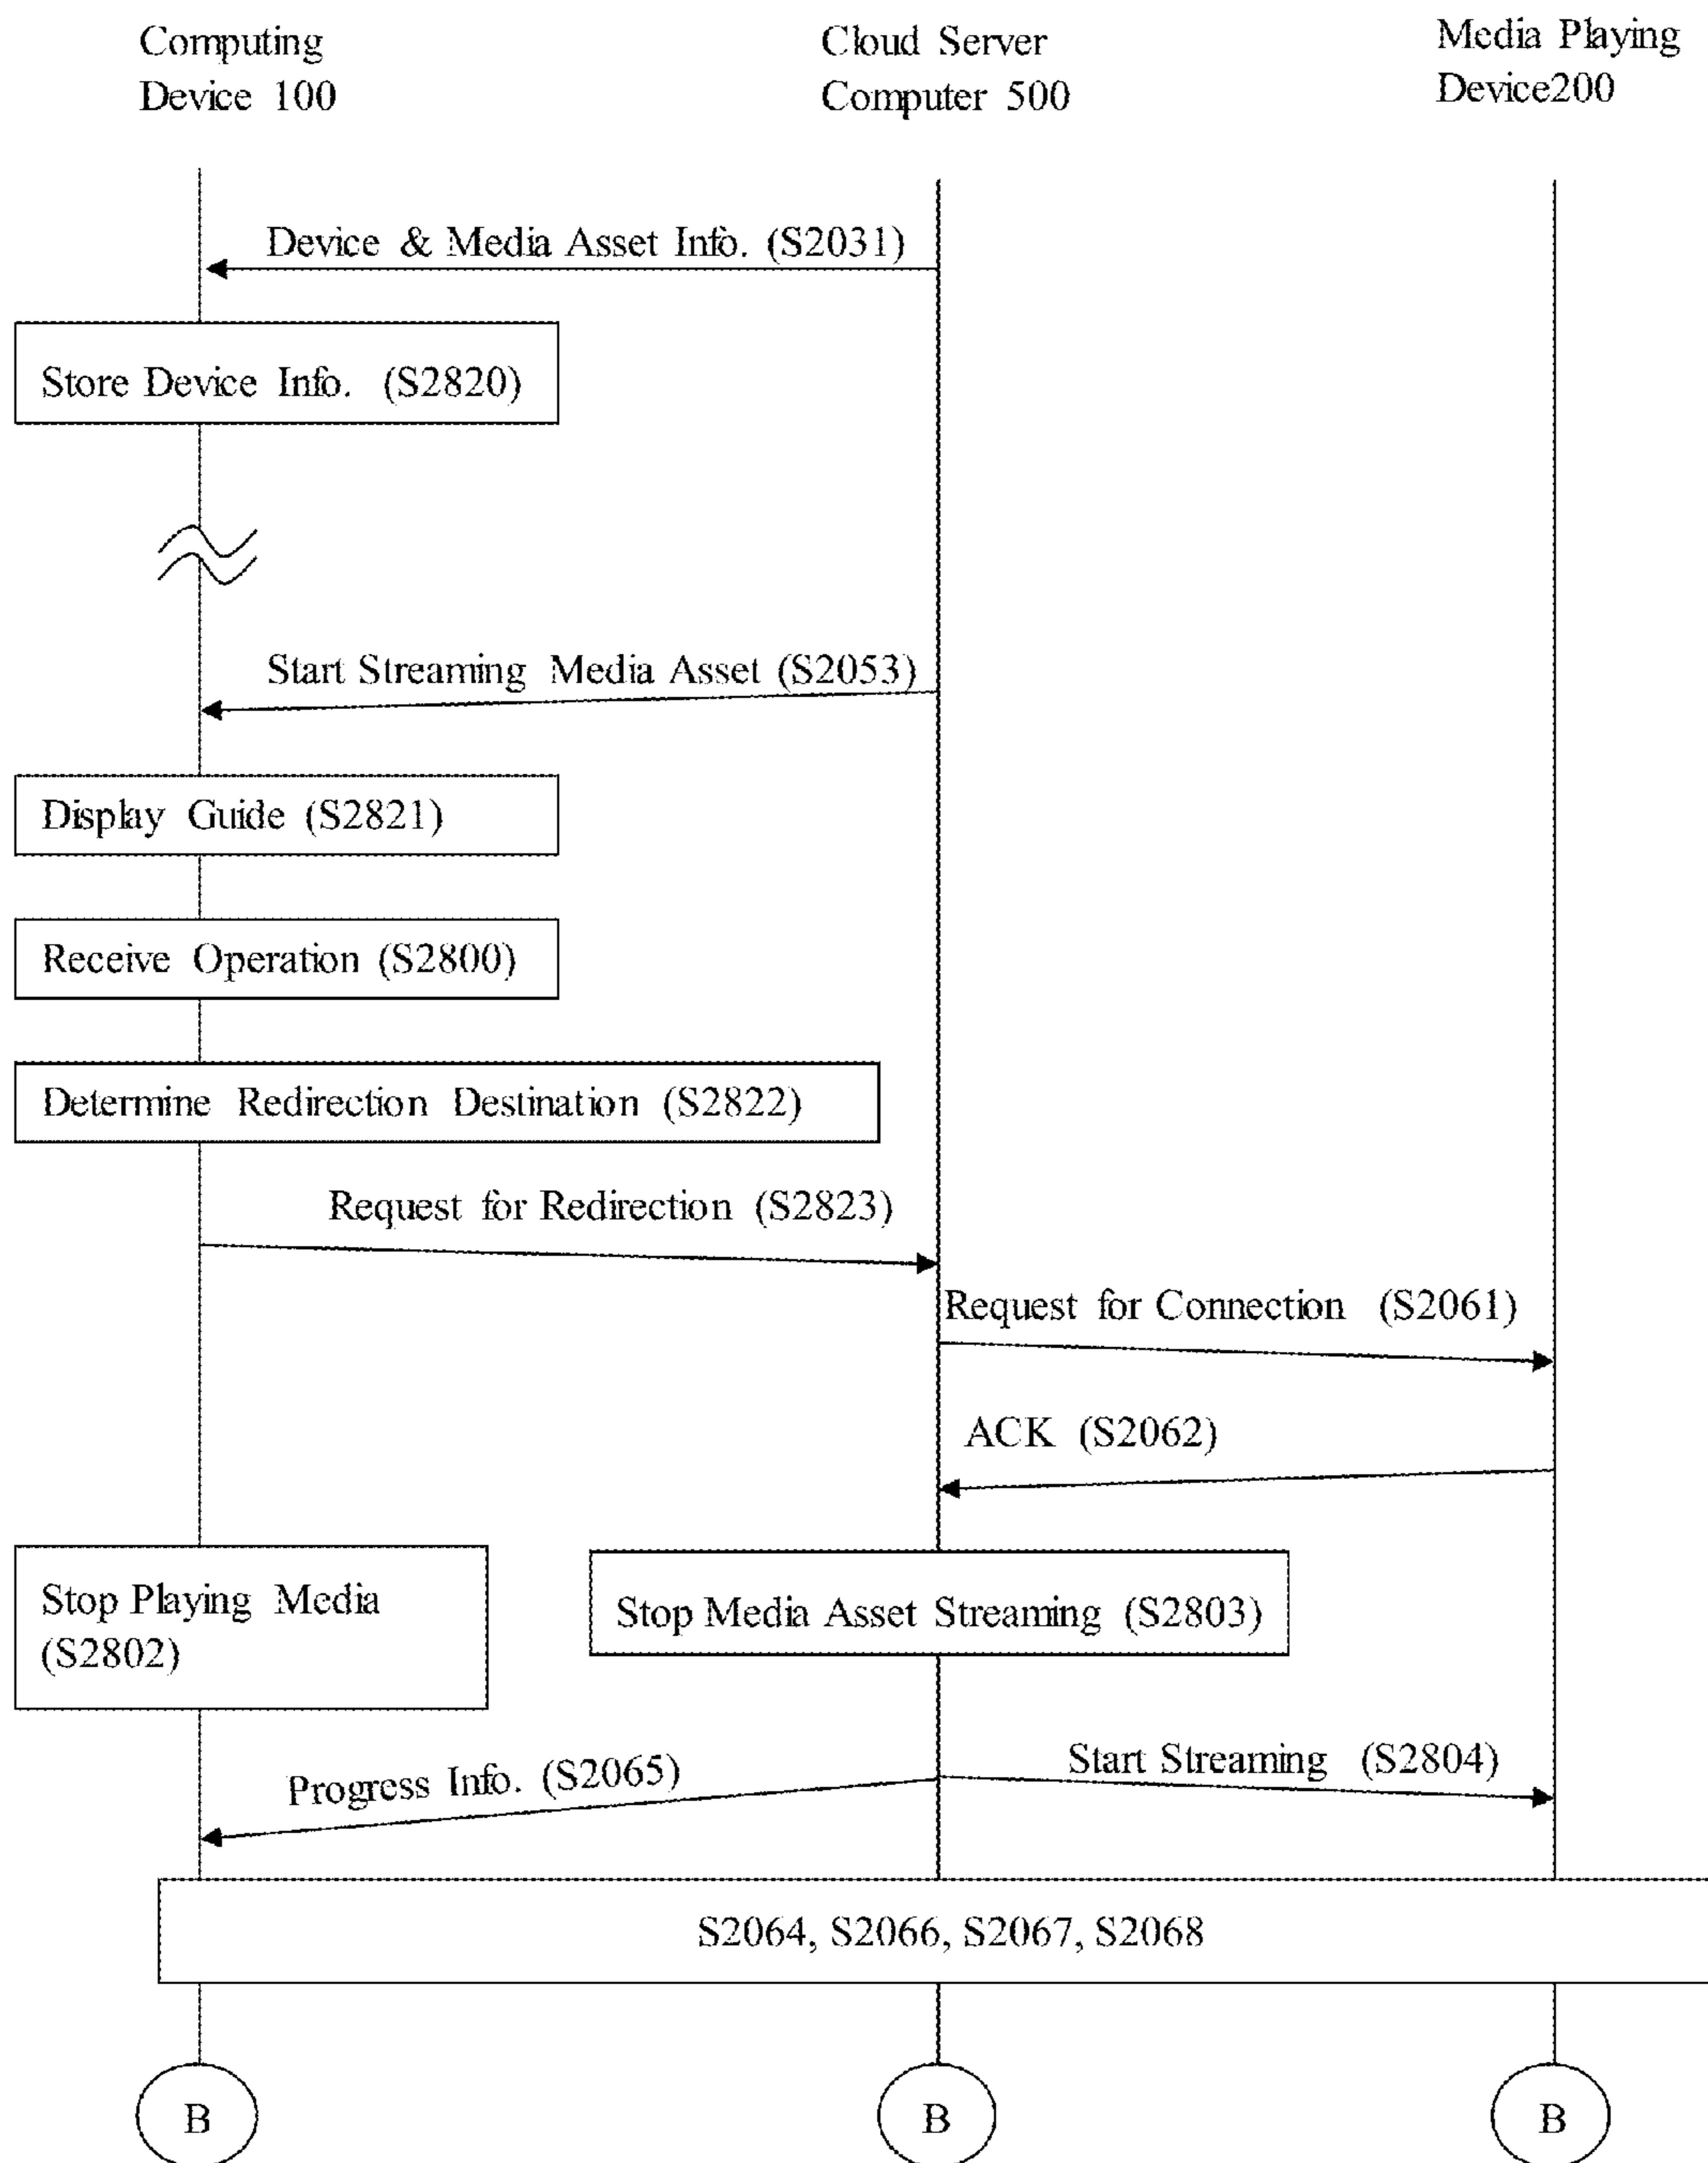 Computing
Device 100
Cloud Server
Computer 500
Media Playing
Device200
Device & Media Asset Info. (S2031)
Store Device Info. (S2820)
Start Streaming Media Asset (S2053)
Display Guide (S2821)
Receive Operation (S2800)
Determine Redirection Destination (S2822)
Request for Redirection (S2823)
Request for Connection (S2061)
ACK (S2062)
Stop Playing Media
(S2802)
Stop Media Asset Streaming (S2803)
Progress Info. (S2065)
Start Streaming (S2804)
S2064, S2066, S2067, S2068
B
B
B